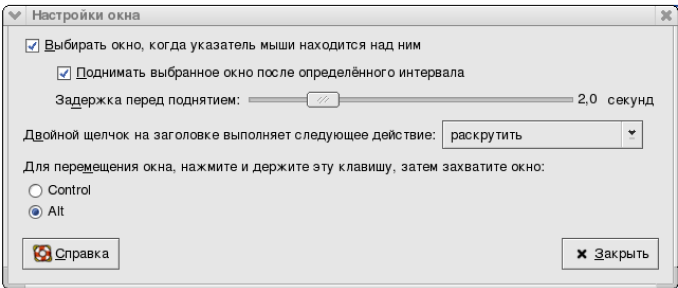 Настройки окна
Выбирать окно, когда указатель мыши находится над ним
Поднимать выбранное окно после определённого интервала
Задержка перед поднятием: 2,0 секунд
Двойной щелчок на заголовке выполняет следующее действие: раскрутить
Для перемещения окна, нажмите и держите эту клавишу, затем захватите окно:
Control
Alt
Справка Закрыть